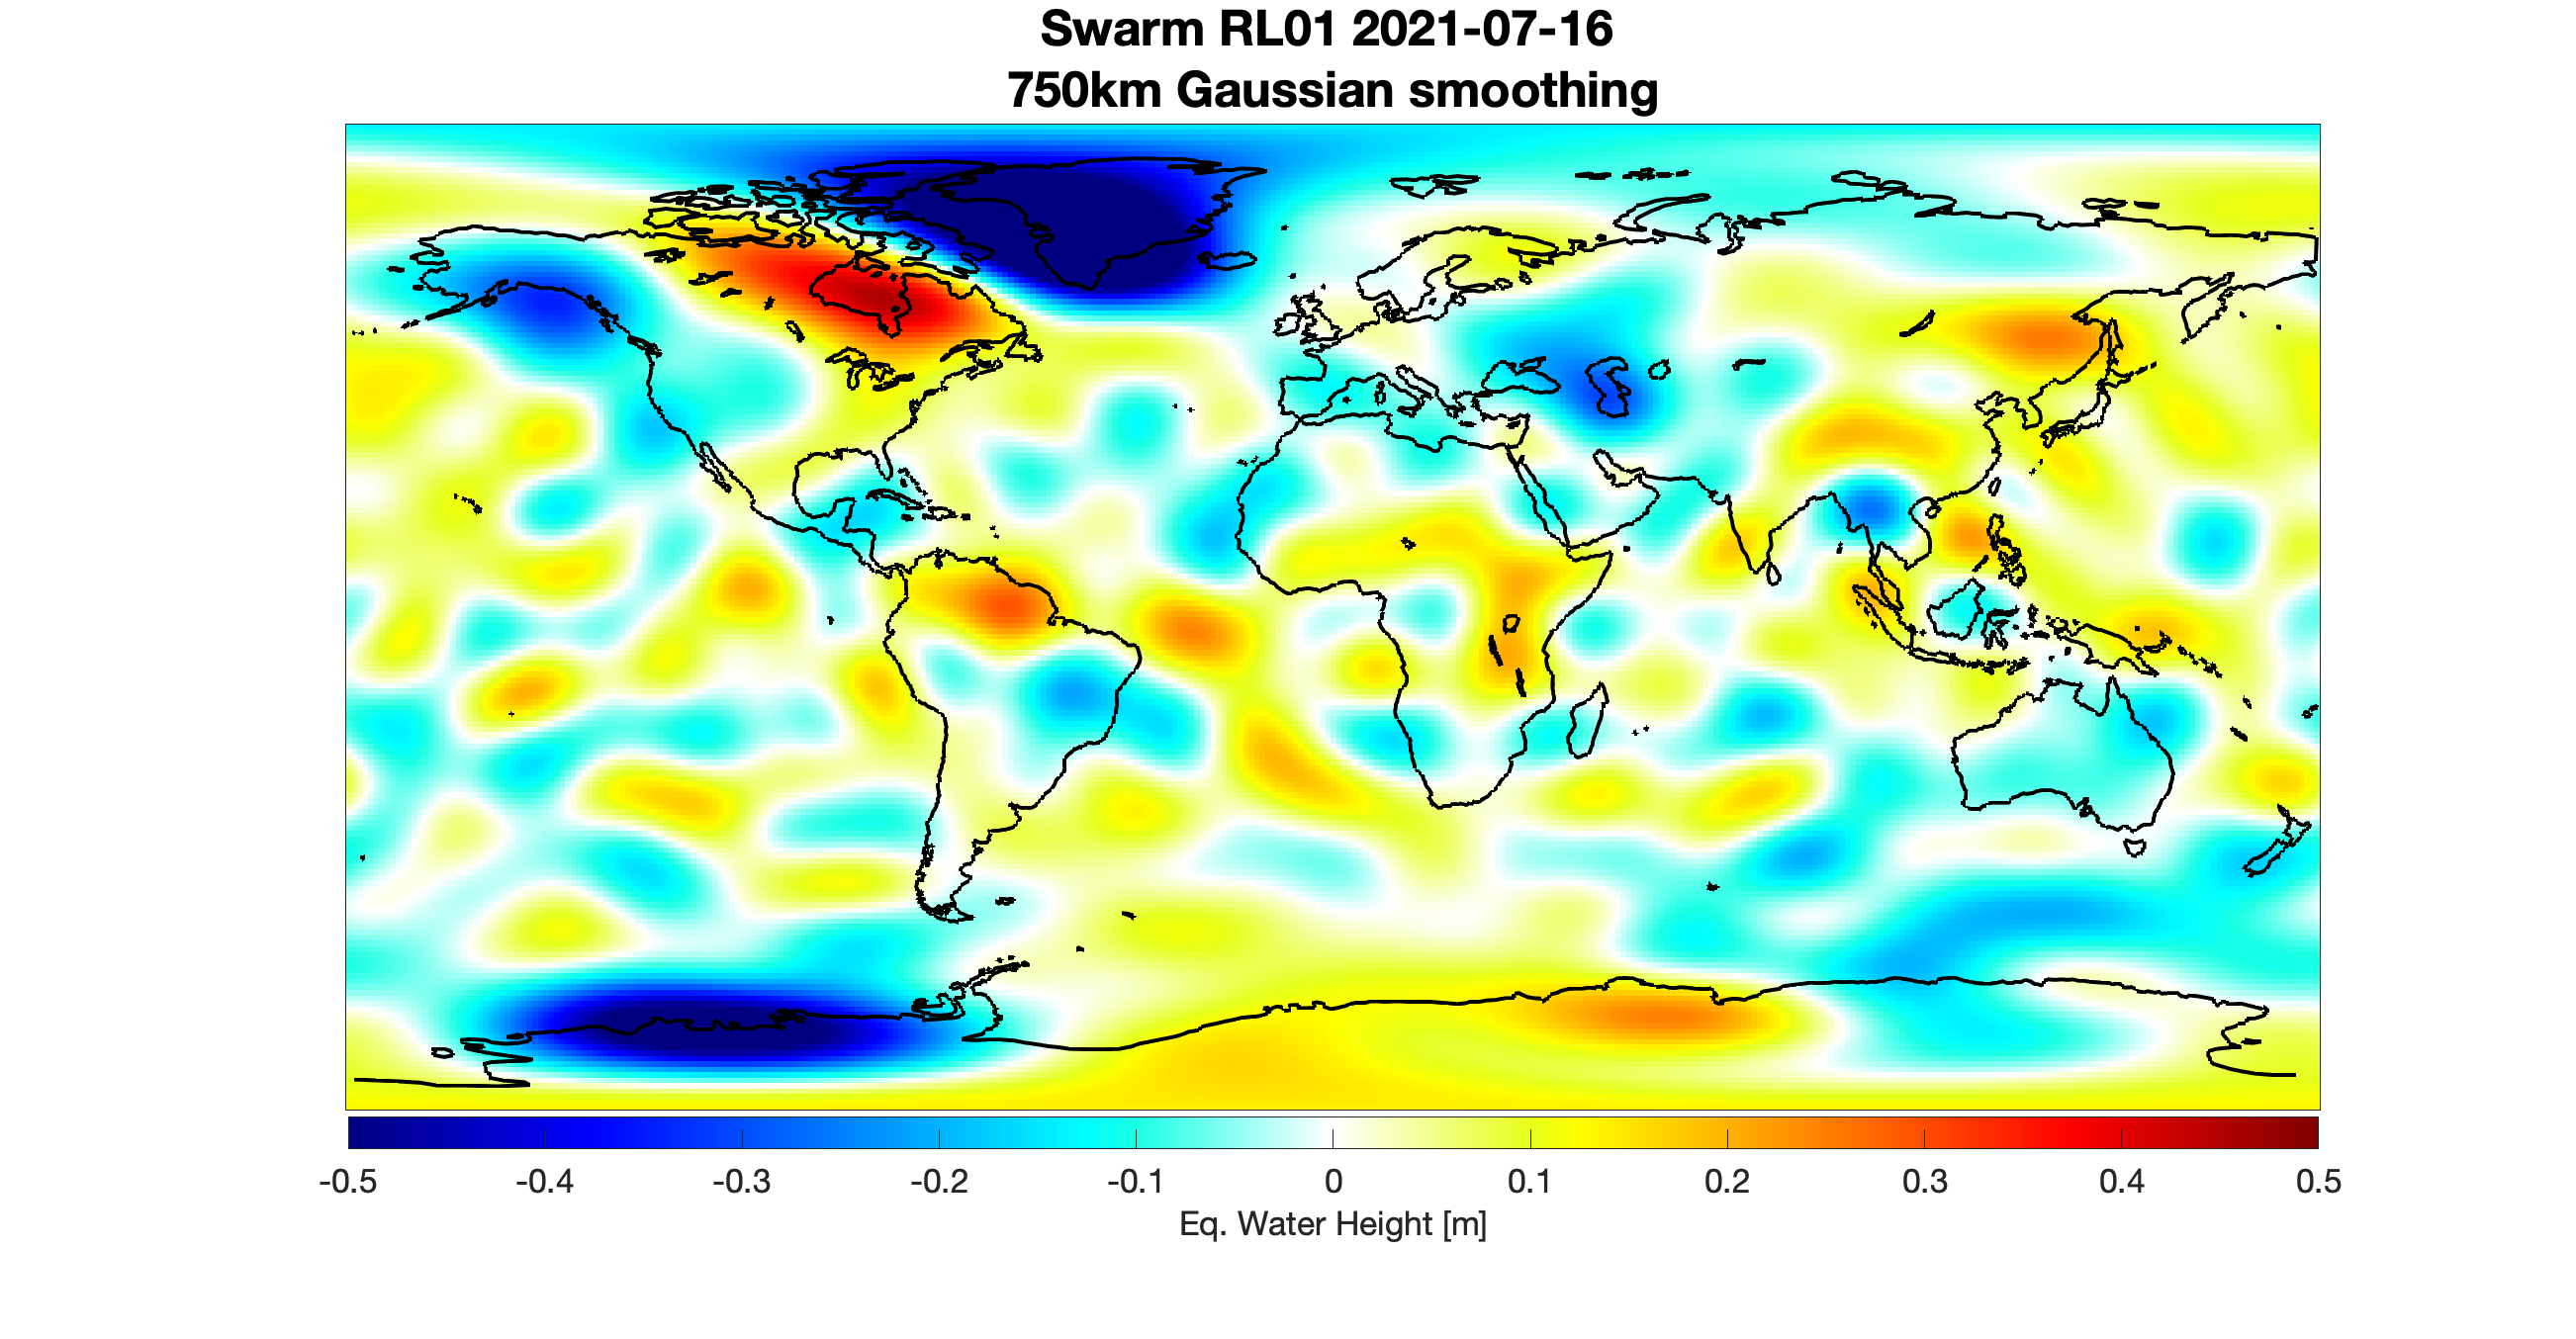 Swarm RL01 2021-07-16
750km Gaussian smoothing
-0.5 -0.4 -0.3 -0.2 -0.1 0 0.1 0.2 0.3 0.4 0.5
Eq. Water Height [m]